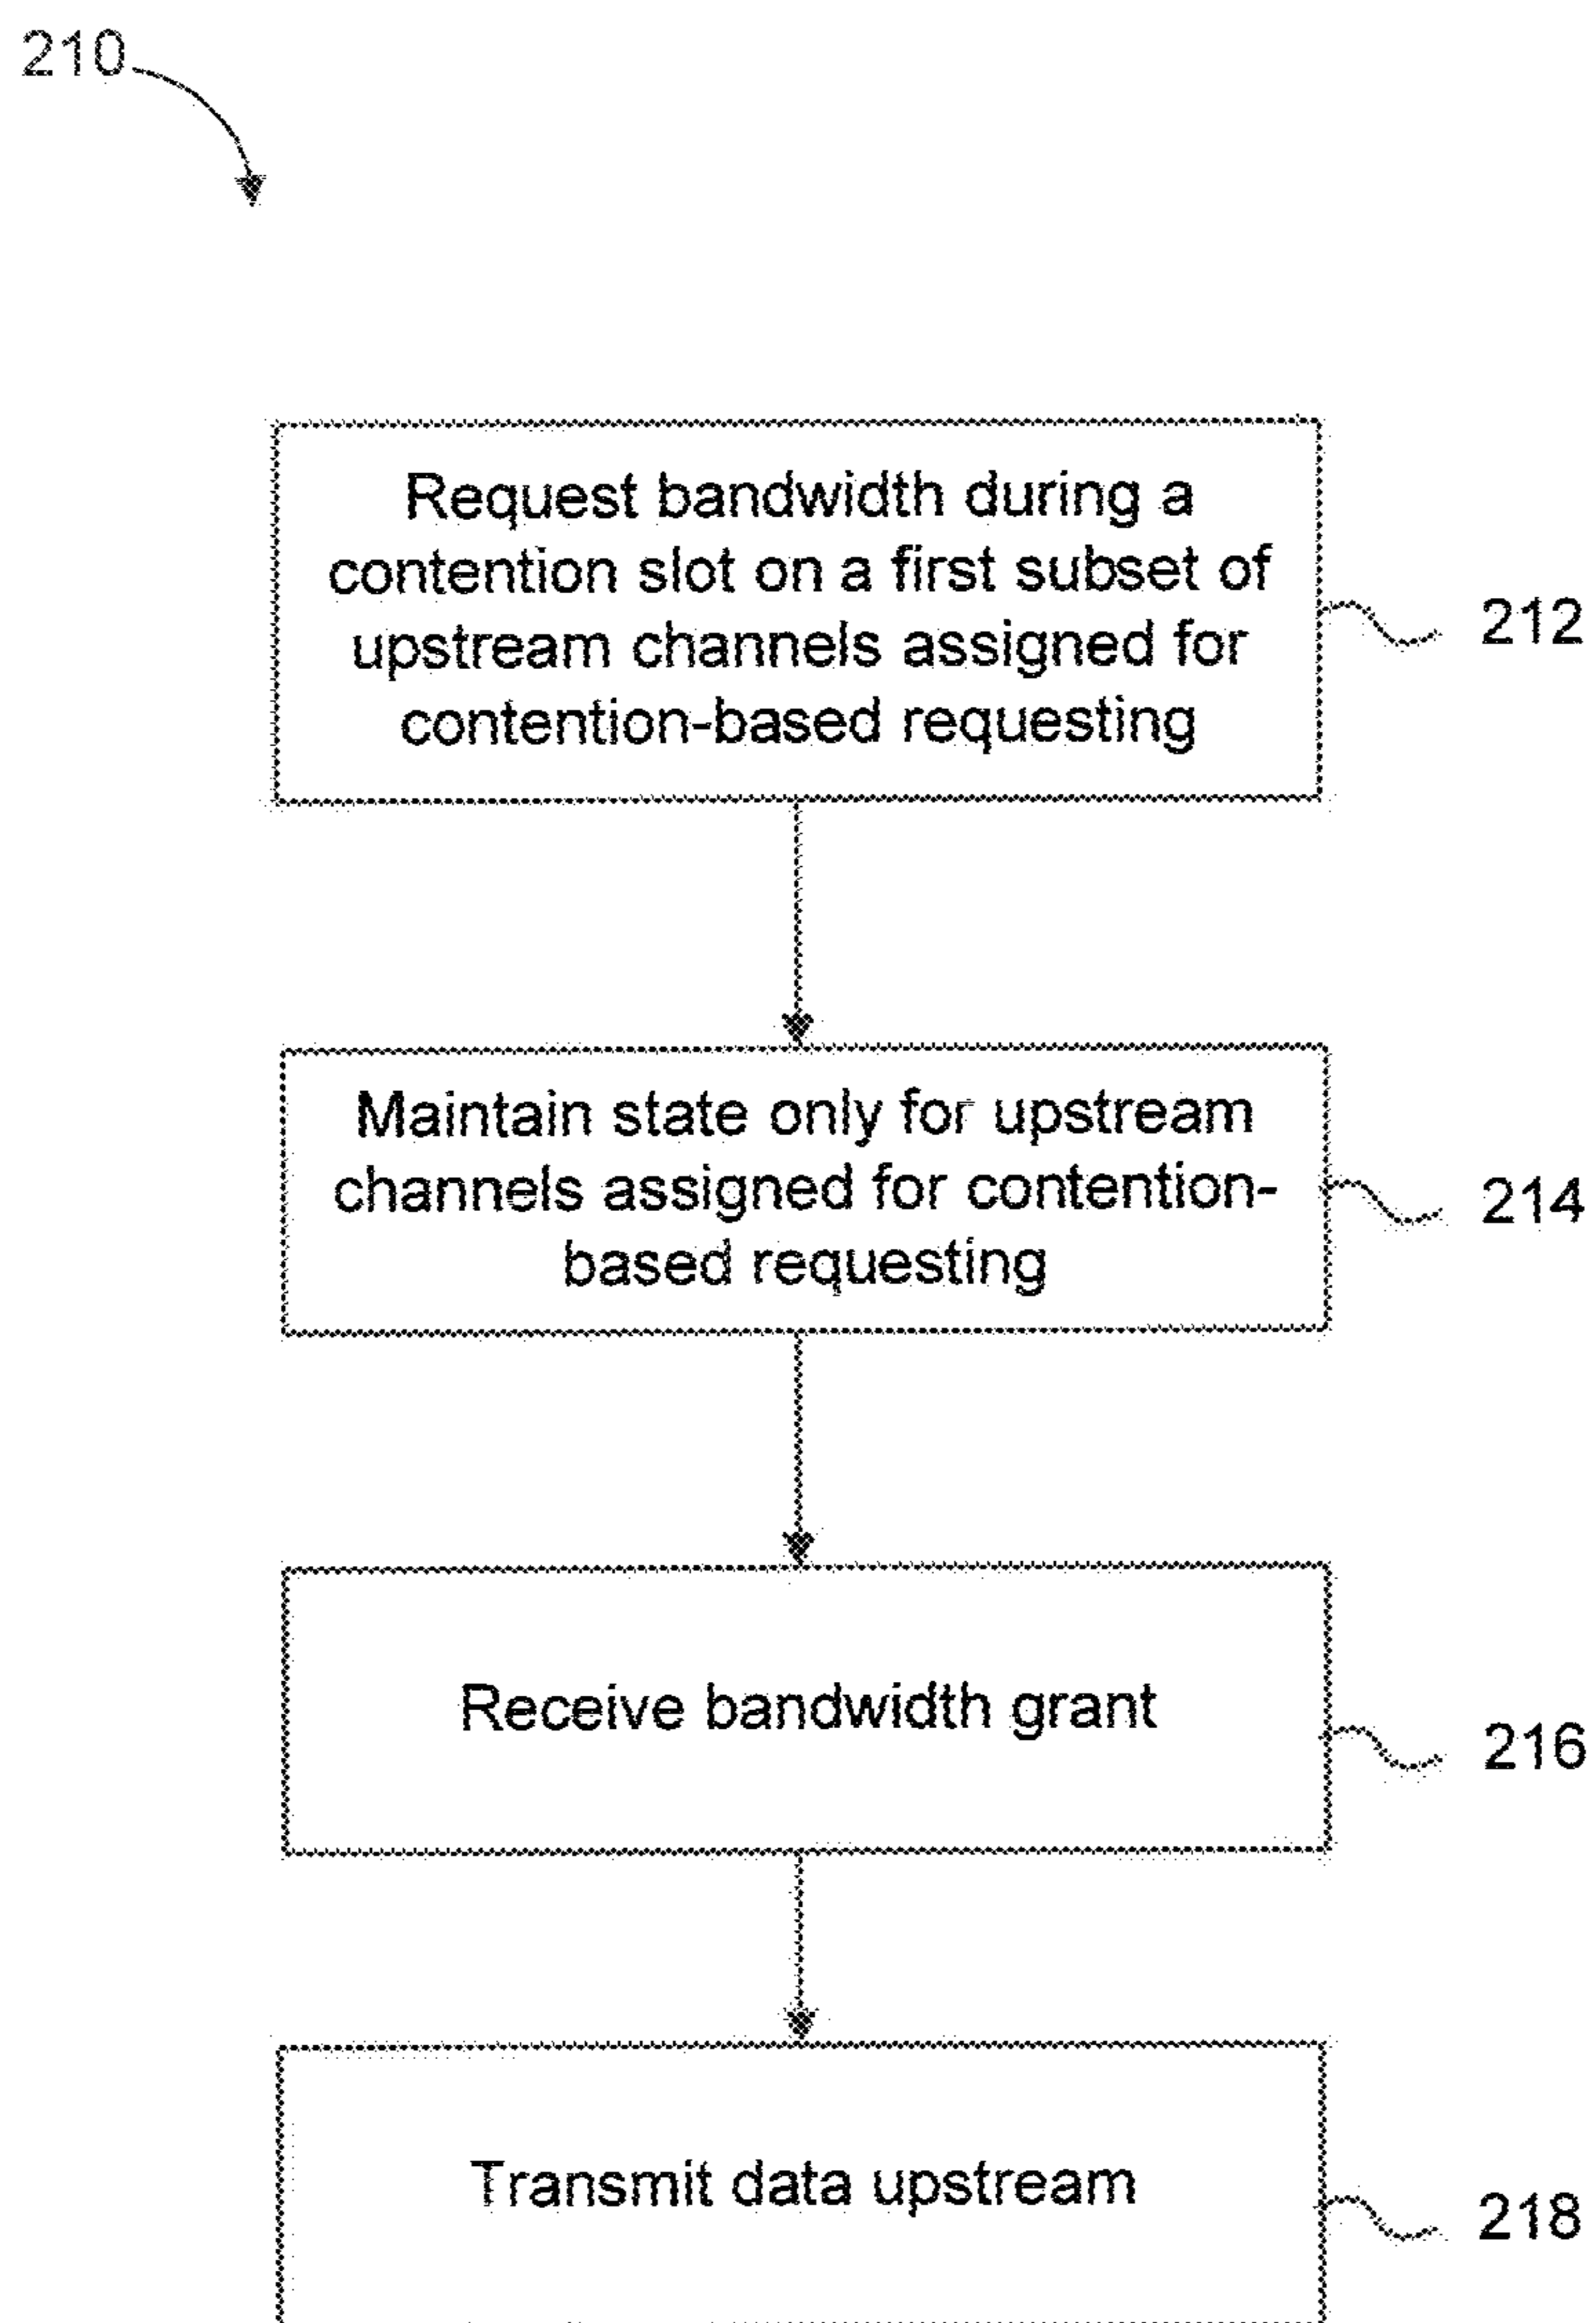 210
Request bandwidth during a
contention slot on a first subset of
upstream channels assigned for
contention-based requesting
212
Maintain state only for upstream
channels assigned for contention-
based requesting
214
Receive bandwidth grant
216
Transmit data upstream
218